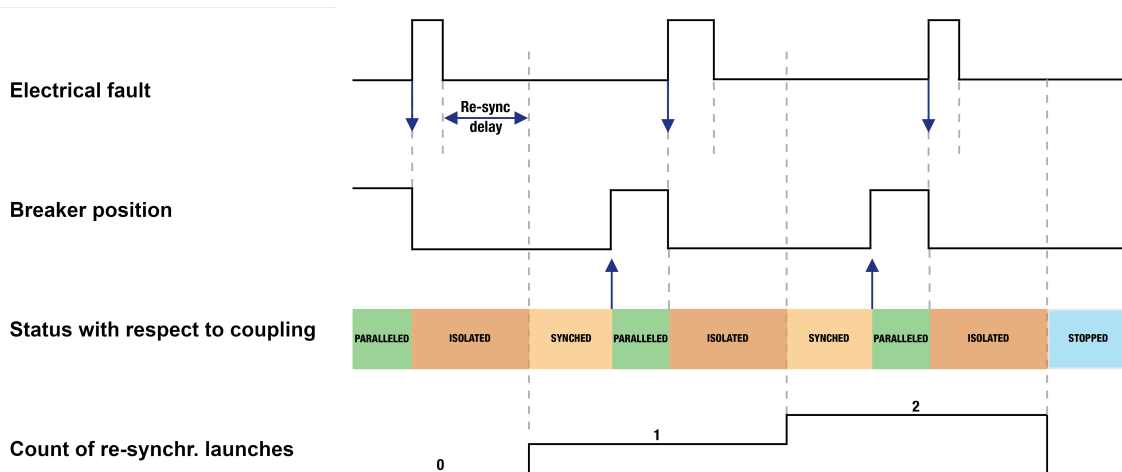 Electrical fault
Re-sync
delay
Breaker position
Status with respect to coupling
PARALLELED ISOLATED SYNCHED PARALLELED ISOLATED SYNCHED PARALLELED ISOLATED STOPPED
2
1
Count of re-synchr. launches
0